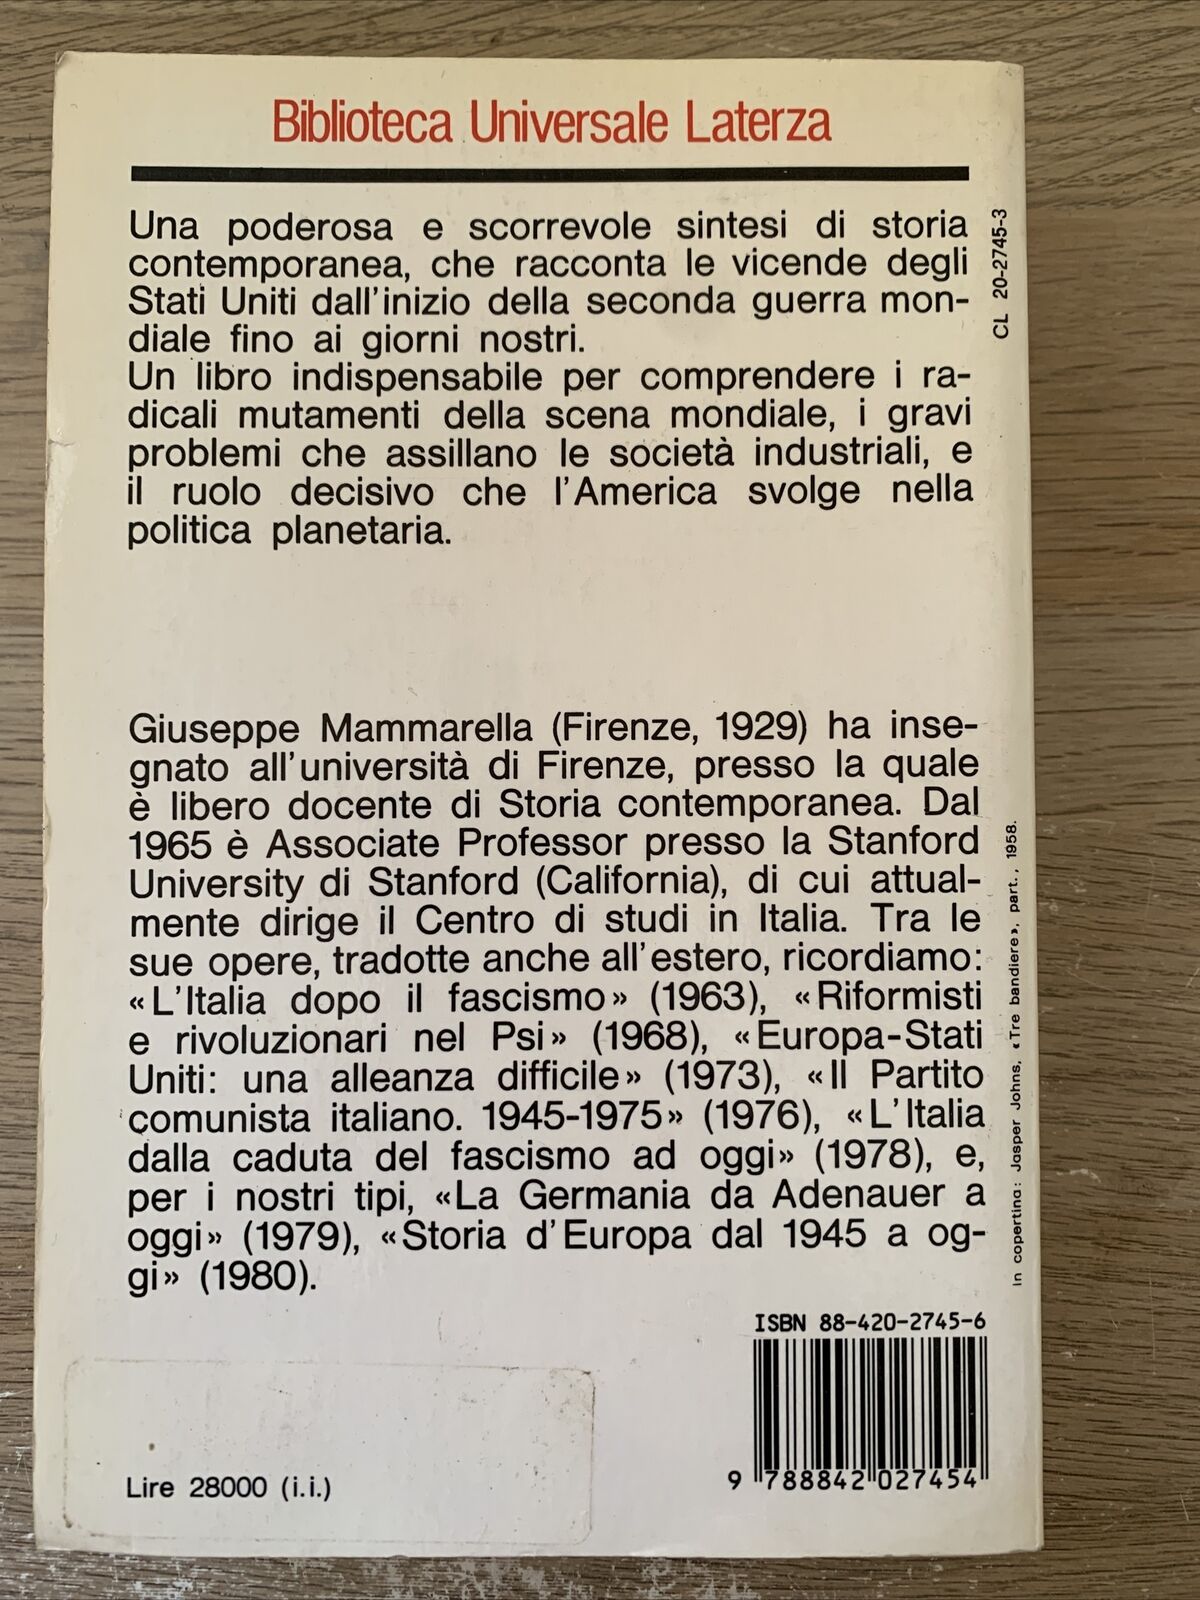 Biblioteca Universale Laterza
Una poderosa e scorrevole sintesi di storia
contemporanea, che racconta le vicende degli
Stati Uniti dall'inizio della seconda guerra mon-
diale fino ai giorni nostri.
Un libro indispensabile per comprendere i ra-
dicali mutamenti della scena mondiale, i gravi
problemi che assillano le società industriali, e
il ruolo decisivo che l'America svolge nella
politica planetaria.
CL 20-2745-3
Giuseppe Mammarella (Firenze, 1929) ha inse-
gnato all'università di Firenze, presso la quale
è libero docente di Storia contemporanea. Dal
1965 è Associate Professor presso la Stanford
University di Stanford (California), di cui attual-
mente dirige il Centro di studi in Italia. Tra le
sue opere, tradotte anche all'estero, ricordiamo:
«L'Italia dopo il fascismo» (1963), «Riformisti
e rivoluzionari nel Psi» (1968), «Europa-Stati
Uniti: una alleanza difficile» (1973), «Il Partito
comunista italiano. 1945-1975» (1976), «L'Italia
dalla caduta del fascismo ad oggi» (1978), e,
per i nostri tipi, «La Germania da Adenauer a
oggi» (1979), «Storia d'Europa dal 1945 a og-
gi» (1980).
In copertina: Jasper Johns, «Tre bandiere», part., 1958.
ISBN 88-420-2745-6
9 788842 027454
Lire 28000 (i.i.)